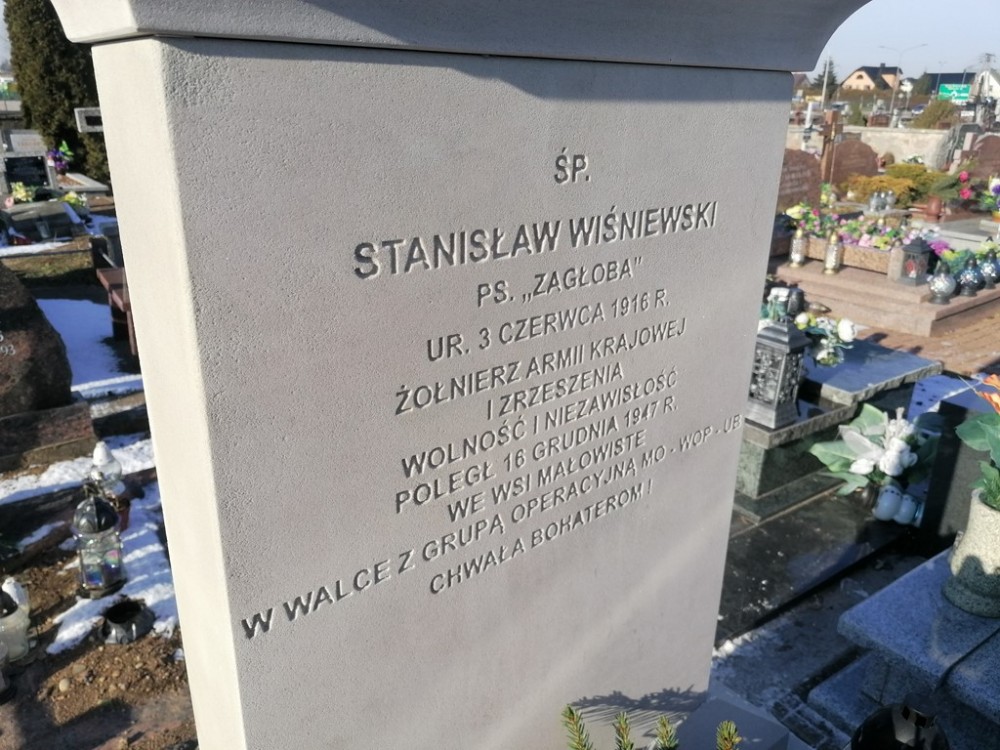 ŚP.
STANISŁAW WIŚNIEWSKI
PS. „ZAGŁOBA”
UR. 3 CZERWCA 1916 R.
ŻOŁNIERZ ARMII KRAJOWEJ
I ZRZESZENIA
WOLNOŚĆ I NIEZAWISŁOŚĆ
POLEGŁ 16 GRUDNIA 1947 R.
WE WSI MAŁOWISTE
W WALCE Z GRUPĄ OPERACYJNĄ MO - WOP - UB
CHWAŁA BOHATEROM !